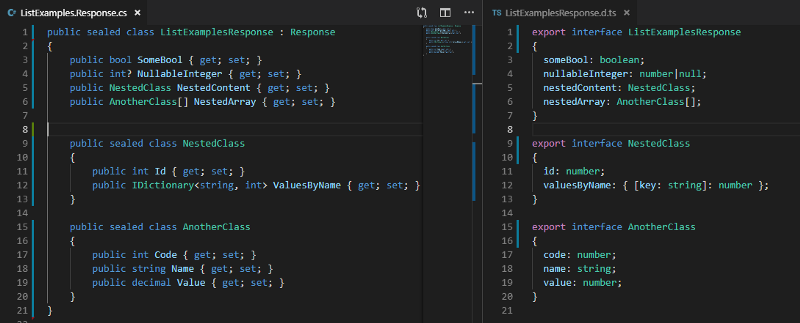 ListExamples.Response.cs
1 public sealed class ListExamplesResponse : Response
2 {
3     public bool SomeBool { get; set; }
4     public int? NullableInteger { get; set; }
5     public NestedClass NestedContent { get; set; }
6     public AnotherClass[] NestedArray { get; set; }
7
8
9     public sealed class NestedClass
10     {
11         public int Id { get; set; }
12         public IDictionary<string, int> ValuesByName { get; set; }
13     }
14
15     public sealed class AnotherClass
16     {
17         public int Code { get; set; }
18         public string Name { get; set; }
19         public decimal Value { get; set; }
20     }
21 }
TS ListExamplesResponse.d.ts
1 export interface ListExamplesResponse
2 {
3   someBool: boolean;
4   nullableInteger: number|null;
5   nestedContent: NestedClass;
6   nestedArray: AnotherClass[];
7 }
8
9 export interface NestedClass
10 {
11   id: number;
12   valuesByName: { [key: string]: number };
13 }
14
15 export interface AnotherClass
16 {
17   code: number;
18   name: string;
19   value: number;
20 }
21